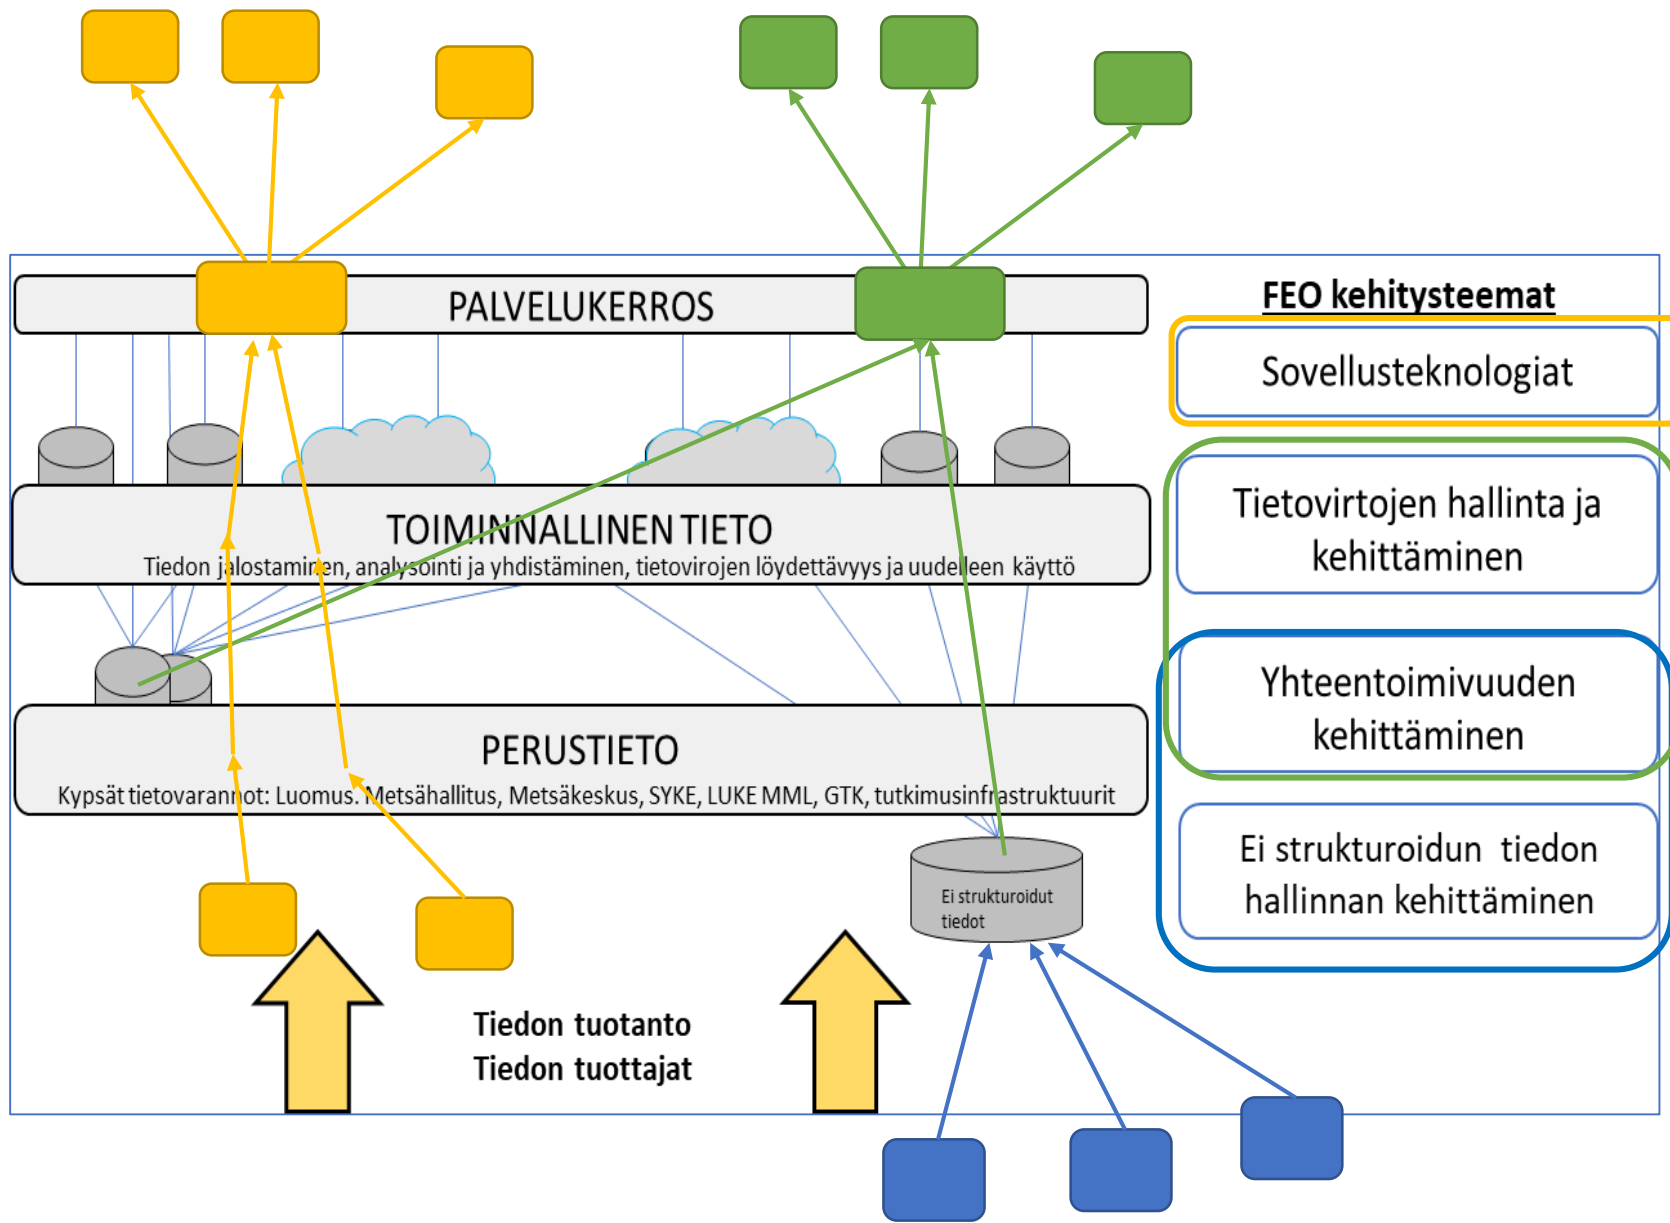 PALVELUKERROS
TOIMINNALLINEN TIETO
Tiedon jalostaminen, analysointi ja yhdistäminen, tietovirojen löydettävyys ja uudelleen käyttö
PERUSTIETO
Kypsät tietovarannot: Luomus. Metsähallitus, Metsäkeskus, SYKE, LUKE MML, GTK, tutkimusinfrastruktuurit
Ei strukturoidut
tiedot
Tiedon tuotanto
Tiedon tuottajat
FEO kehitysteemat
Sovellusteknologiat
Tietovirtojen hallinta ja
kehittäminen
Yhteentoimivuuden
kehittäminen
Ei strukturoidun tiedon
hallinnan kehittäminen